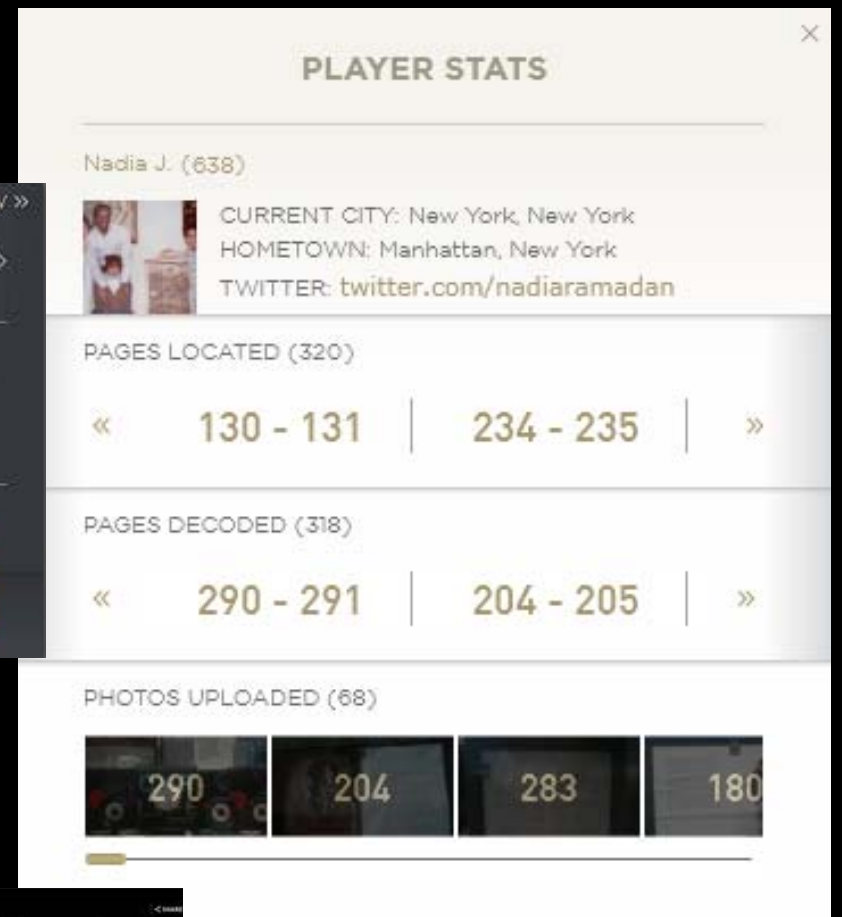 ×
PLAYER STATS
Nadia J. (638)
CURRENT CITY: New York, New York
HOMETOWN: Manhattan, New York
TWITTER: twitter.com/nadiaramadan
PAGES LOCATED (320)
« 130 - 131 | 234 - 235 | »
PAGES DECODED (318)
« 290 - 291 | 204 - 205 | »
PHOTOS UPLOADED (68)
290 204 283 180
SHARE